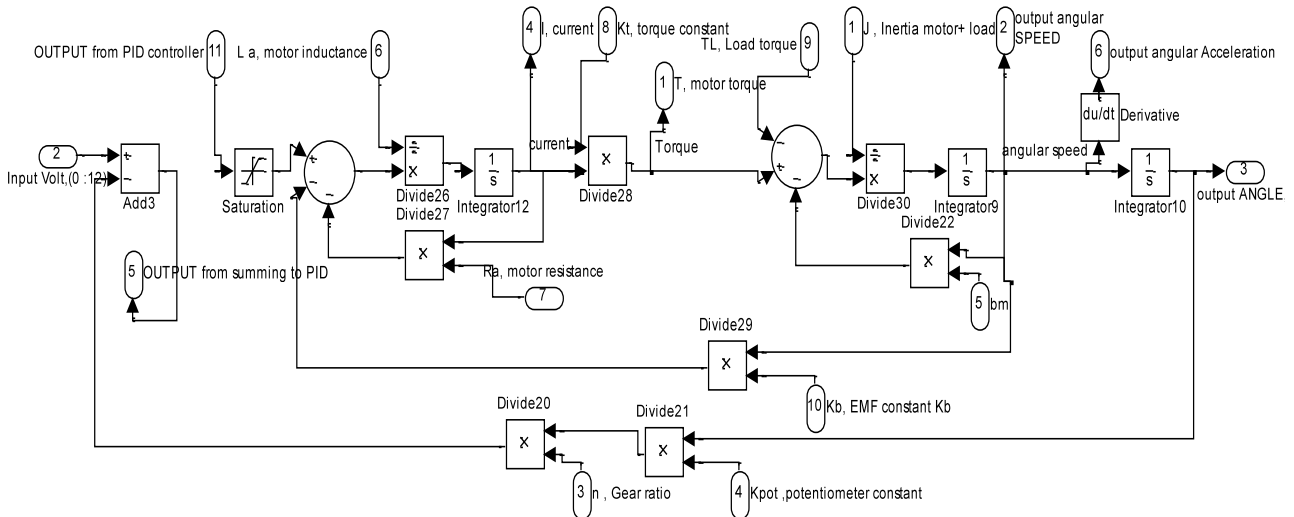 4
I, current
8
Kt, torque constant
1
J , Inertia motor+ load
2
output angular
SPEED
OUTPUT from PID controller
11
L a, motor inductance
6
TL, Load torque
9
6
output angular Acceleration
1
T, motor torque
du/dt
Derivative
2
Input Volt,(0 :12)
+
−
Add3
Saturation
+
−
−
÷
x
Divide26
Divide27
1
s
Integrator12
current
x
Divide28
Torque
−
+
−
÷
x
Divide30
1
s
Integrator9
angular speed
1
s
Integrator10
3
output ANGLE
Divide22
x
x
Ra, motor resistance
7
5
OUTPUT from summing to PID
5
bm
Divide29
x
10
Kb, EMF constant Kb
Divide20
x
Divide21
x
3
n , Gear ratio
4
Kpot ,potentiometer constant